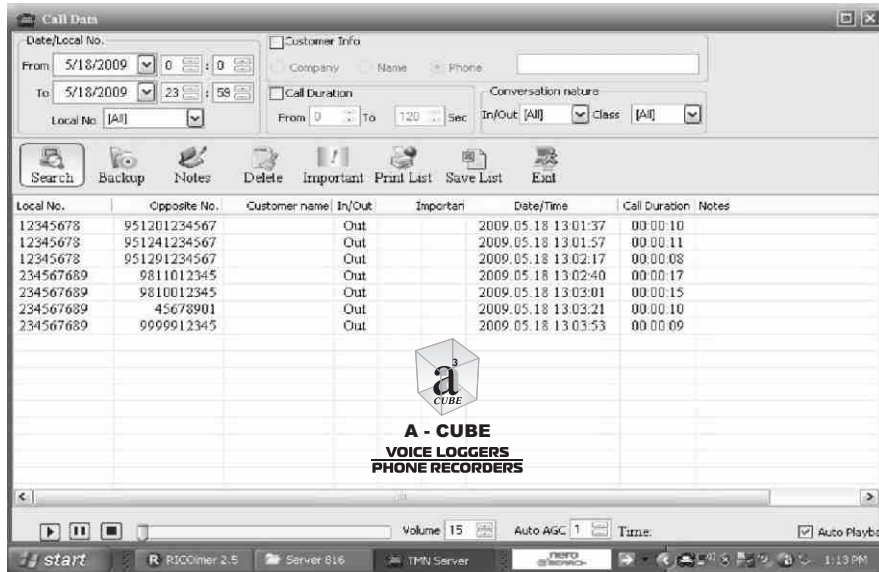 Call Data
Date/Local No.
From 5/18/2009 0 : 0
To 5/18/2009 23 : 59
Local No [All]
Customer Info
Company Name Phone
Call Duration
From 0 To 120 Sec
Conversation nature
In/Out [All] Class [All]
Search Backup Notes Delete Important Print List Save List Exit
Local No. Opposite No. Customer name In/Out Importan Date/Time Call Duration Notes
12345678 951201234567 Out 2009.05.18 13:01:37 00:00:10
12345678 951241234567 Out 2009.05.18 13:01:57 00:00:11
12345678 951291234567 Out 2009.05.18 13:02:17 00:00:08
234567689 9811012345 Out 2009.05.18 13:02:40 00:00:17
234567689 9810012345 Out 2009.05.18 13:03:01 00:00:15
234567689 45678901 Out 2009.05.18 13:03:21 00:00:10
234567689 9999912345 Out 2009.05.18 13:03:53 00:00:09
a3
CUBE
A - CUBE
VOICE LOGGERS
PHONE RECORDERS
Volume 15 Auto AGC 1 Time: Auto Playba
start Server 816 TMN Server nero 1:13 PM